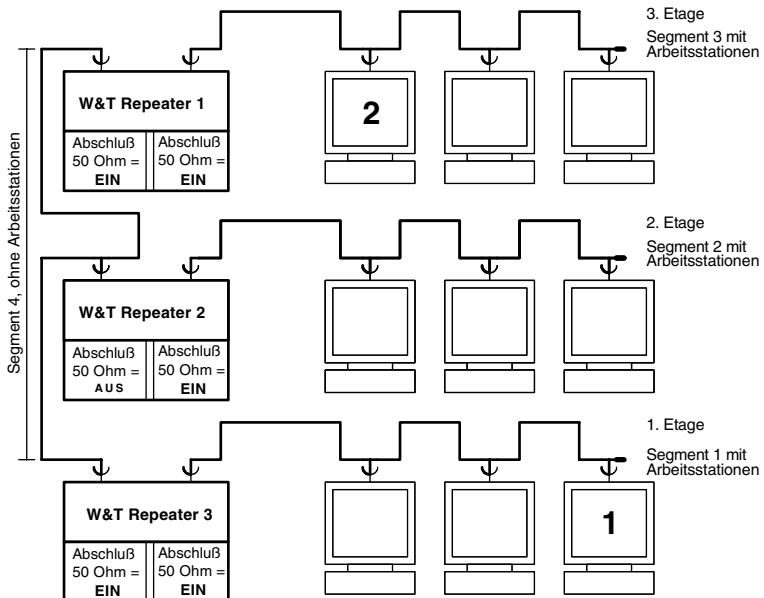 3. Etage
Segment 3 mit
Arbeitsstationen
W&T Repeater 1
Abschluß
50 Ohm =
EIN
Abschluß
50 Ohm =
EIN
2
Segment 4, ohne Arbeitsstationen
2. Etage
Segment 2 mit
Arbeitsstationen
W&T Repeater 2
Abschluß
50 Ohm =
AUS
Abschluß
50 Ohm =
EIN
1. Etage
Segment 1 mit
Arbeitsstationen
W&T Repeater 3
Abschluß
50 Ohm =
EIN
Abschluß
50 Ohm =
EIN
1